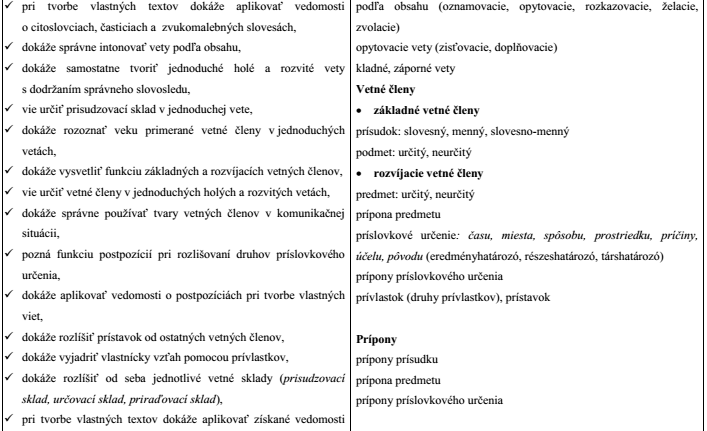 ✓ pri tvorbe vlastných textov dokáže aplikovať vedomosti
o citoslovciach, časticiach a zvukomalebných slovesách,
✓ dokáže správne intonovať vety podľa obsahu,
✓ dokáže samostatne tvoriť jednoduché holé a rozvité vety
s dodržaním správneho slovosledu,
✓ vie určiť prisudzovací sklad v jednoduchej vete,
✓ dokáže rozoznať veku primerané vetné členy v jednoduchých
vetách,
✓ dokáže vysvetliť funkciu základných a rozvíjacích vetných členov,
✓ vie určiť vetné členy v jednoduchých holých a rozvitých vetách,
✓ dokáže správne používať tvary vetných členov v komunikačnej
situácii,
✓ pozná funkciu postpozícií pri rozlišovaní druhov príslovkového
určenia,
✓ dokáže aplikovať vedomosti o postpozíciách pri tvorbe vlastných
viet,
✓ dokáže rozlíšiť prístavok od ostatných vetných členov,
✓ dokáže vyjadriť vlastnícky vzťah pomocou prívlastkov,
✓ dokáže rozlíšiť od seba jednotlivé vetné sklady (prisudzovací
sklad, určovací sklad, priraďovací sklad),
✓ pri tvorbe vlastných textov dokáže aplikovať získané vedomosti
podľa obsahu (oznamovacie, opytovacie, rozkazovacie, želacie,
zvolacie)
opytovacie vety (zisťovacie, doplňovacie)
kladné, záporné vety
Vetné členy
• základné vetné členy
prísudok: slovesný, menný, slovesno-menný
podmet: určitý, neurčitý
• rozvíjacie vetné členy
predmet: určitý, neurčitý
prípona predmetu
príslovkové určenie: času, miesta, spôsobu, prostriedku, príčiny,
účelu, pôvodu (eredményhatározó, részeshatározó, társhatározó)
prípony príslovkového určenia
prívlastok (druhy prívlastkov), prístavok
Prípony
prípony prísudku
prípona predmetu
prípony príslovkového určenia